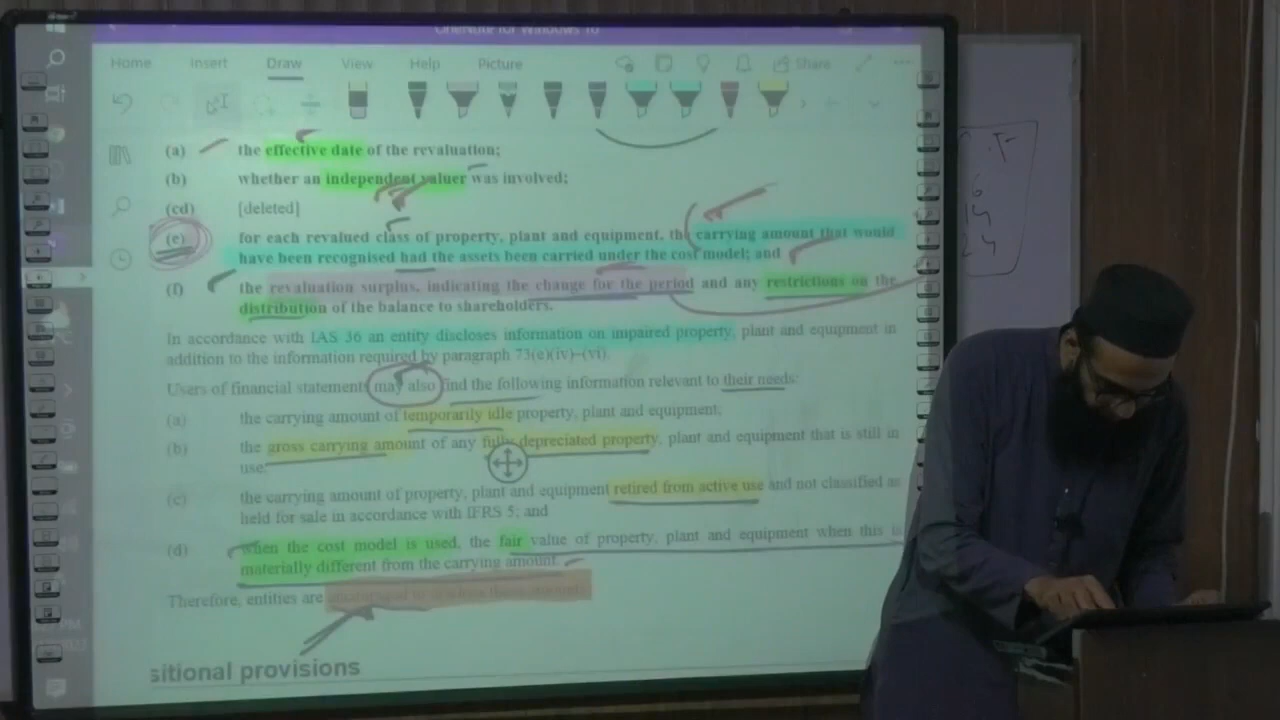 OneNote for Windows 10
Home Insert Draw View Help Picture Share
(a) the effective date of the revaluation;
(b) whether an independent valuer was involved;
(cd) [deleted]
(e) for each revalued class of property, plant and equipment, the carrying amount that would
have been recognised had the assets been carried under the cost model; and
(f) the revaluation surplus, indicating the change for the period and any restrictions on the
distribution of the balance to shareholders.
In accordance with IAS 36 an entity discloses information on impaired property, plant and equipment in
addition to the information required by paragraph 73(e)(iv)–(vi).
Users of financial statements may also find the following information relevant to their needs:
(a) the carrying amount of temporarily idle property, plant and equipment;
(b) the gross carrying amount of any fully depreciated property, plant and equipment that is still in
use;
(c) the carrying amount of property, plant and equipment retired from active use and not classified as
held for sale in accordance with IFRS 5; and
(d) when the cost model is used, the fair value of property, plant and equipment when this is
materially different from the carrying amount.
Therefore, entities are
sitional provisions